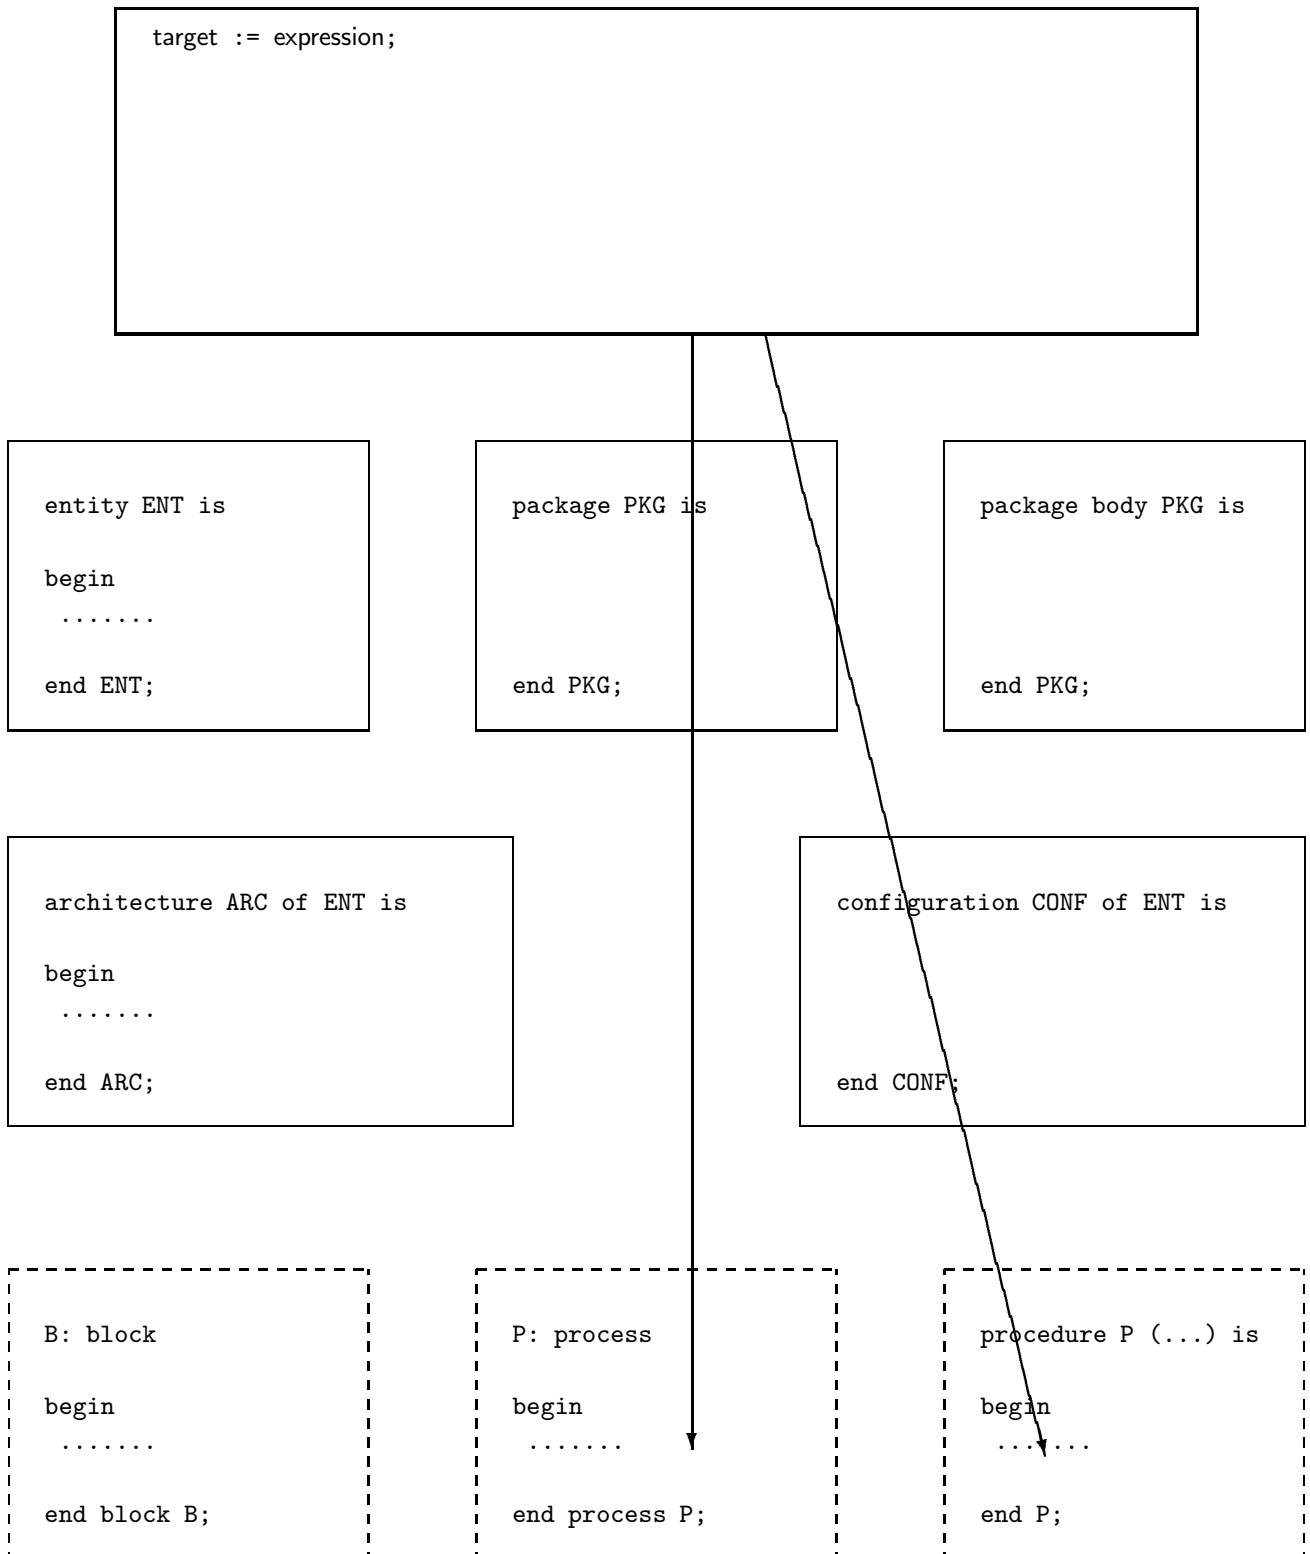 target := expression;
entity ENT is
begin
.......
end ENT;
package PKG is
end PKG;
package body PKG is
end PKG;
architecture ARC of ENT is
begin
.......
end ARC;
configuration CONF of ENT is
end CONF;
B: block
begin
.......
end block B;
P: process
begin
.......
end process P;
procedure P (...) is
begin
.......
end P;